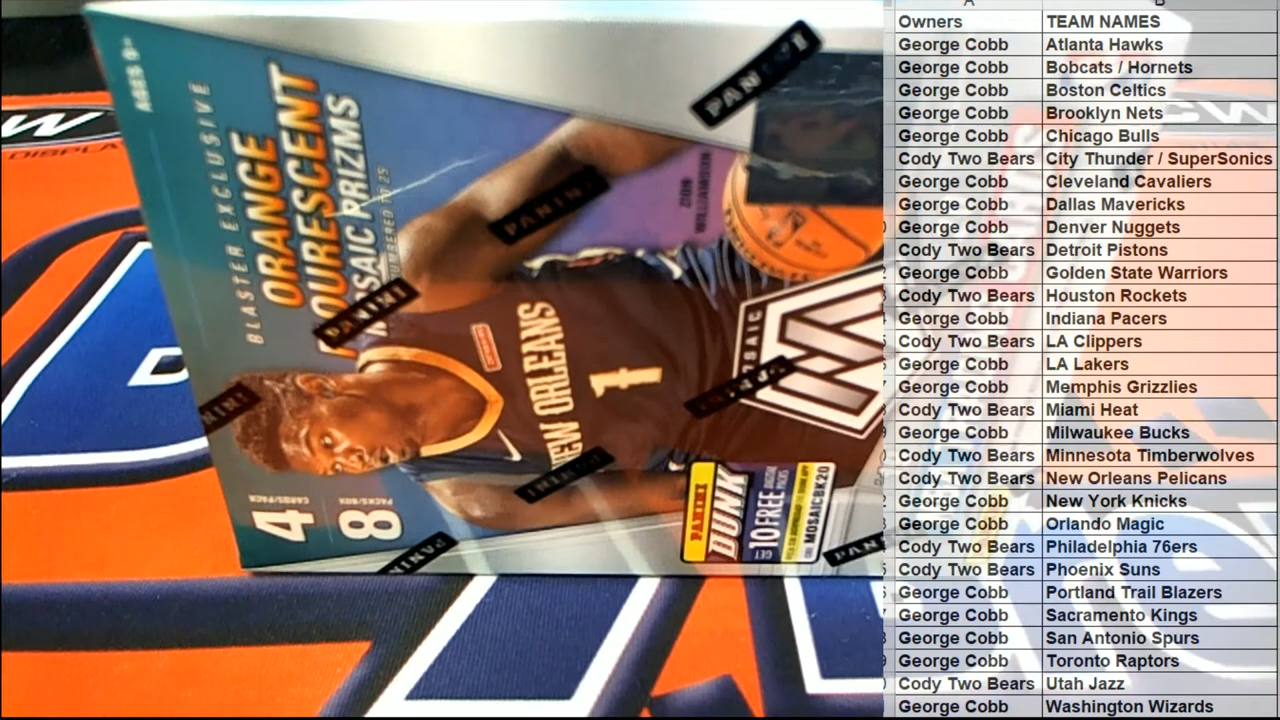 AGES 9+
BLASTER EXCLUSIVE
ORANGE
MOSAIC PRIZMS
NUMBERED TO 25
4
CARDS/PACK
8
PACKS/BOX
ZION
WILLIAMSON
NEW ORLEANS
1
PANINI
PANINI
PANINI
PANINI
MOSAIC
PANINI
DUNK
GET
10 FREE
MOSAICBK20
DISPLA
Owners TEAM NAMES
George Cobb Atlanta Hawks
George Cobb Bobcats / Hornets
George Cobb Boston Celtics
George Cobb Brooklyn Nets
George Cobb Chicago Bulls
Cody Two Bears City Thunder / SuperSonics
George Cobb Cleveland Cavaliers
George Cobb Dallas Mavericks
George Cobb Denver Nuggets
Cody Two Bears Detroit Pistons
George Cobb Golden State Warriors
Cody Two Bears Houston Rockets
George Cobb Indiana Pacers
Cody Two Bears LA Clippers
George Cobb LA Lakers
George Cobb Memphis Grizzlies
Cody Two Bears Miami Heat
George Cobb Milwaukee Bucks
Cody Two Bears Minnesota Timberwolves
Cody Two Bears New Orleans Pelicans
George Cobb New York Knicks
George Cobb Orlando Magic
Cody Two Bears Philadelphia 76ers
Cody Two Bears Phoenix Suns
George Cobb Portland Trail Blazers
George Cobb Sacramento Kings
George Cobb San Antonio Spurs
George Cobb Toronto Raptors
Cody Two Bears Utah Jazz
George Cobb Washington Wizards